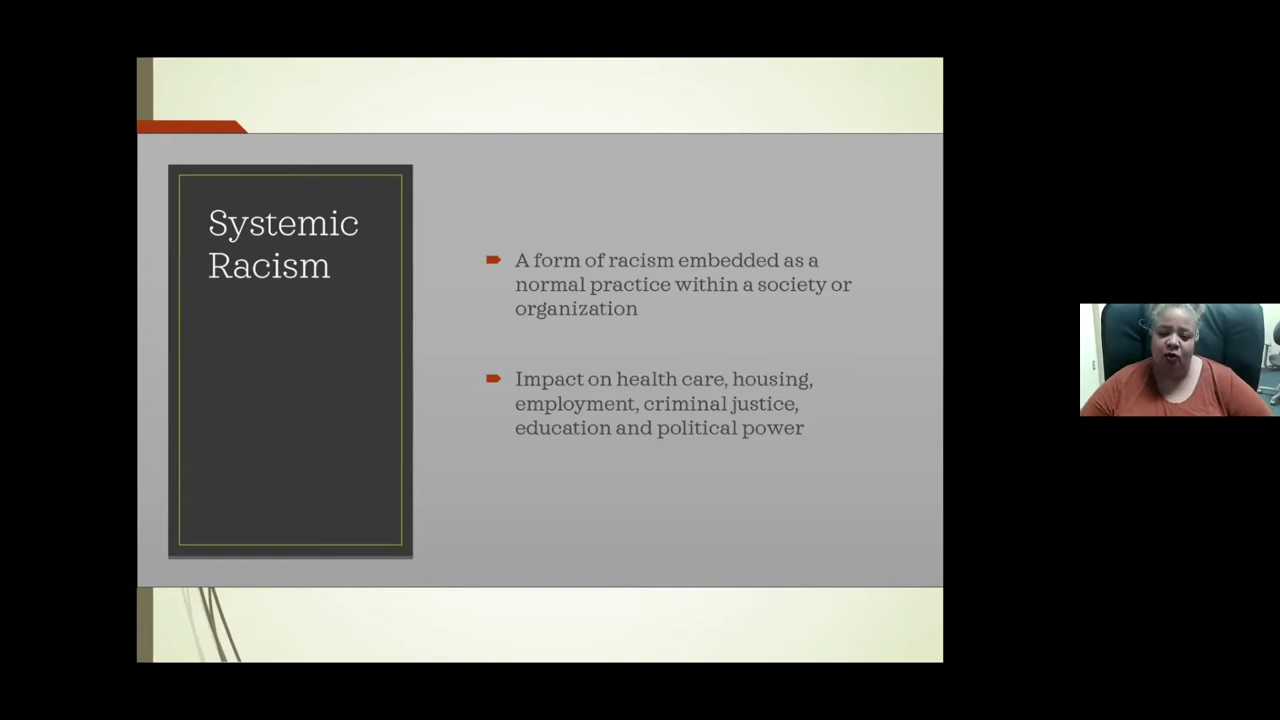 Systemic
Racism
A form of racism embedded as a
normal practice within a society or
organization
Impact on health care, housing,
employment, criminal justice,
education and political power